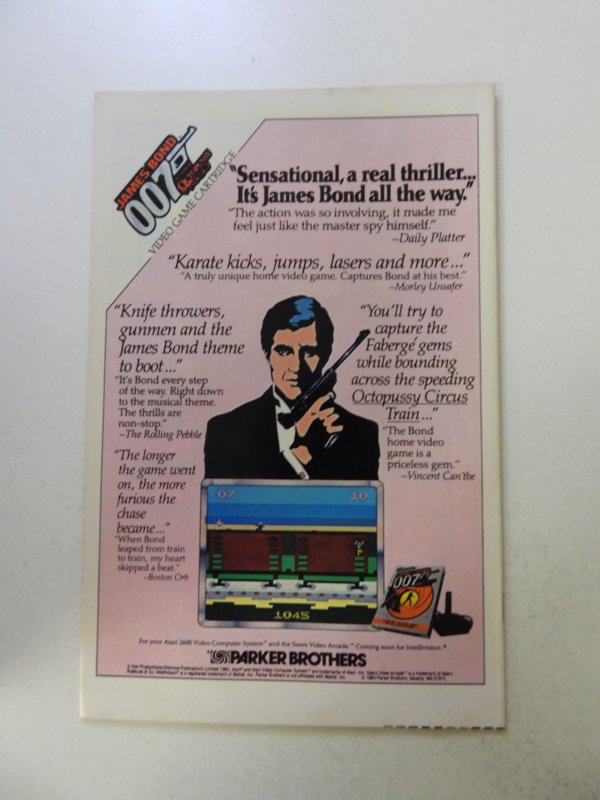 JAMES BOND
007
VIDEO GAME CARTRIDGE
"Sensational, a real thriller...
It's James Bond all the way."
"The action was so involving, it made me
feel just like the master spy himself."
—Daily Platter
"Karate kicks, jumps, lasers and more..."
"A truly unique home video game. Captures Bond at his best."
—Morley Unsafer
"Knife throwers,
gunmen and the
James Bond theme
to boot..."
"It's Bond every step
of the way. Right down
to the musical theme.
The thrills are
non-stop."
—The Rolling Pebble
"The longer
the game went
on, the more
furious the
chase
became..."
"When Bond
leaped from train
to train, my heart
skipped a beat."
—Boston Orb
"You'll try to
capture the
Fabergé gems
while bounding
across the speeding
Octopussy Circus
Train..."
"The Bond
home video
game is a
priceless gem."
—Vincent Can'tbe
07 10
1045
007
For your Atari 2600 Video Computer System™ and the Sears Video Arcade.™ Coming soon for Intellivision.®
PARKER BROTHERS